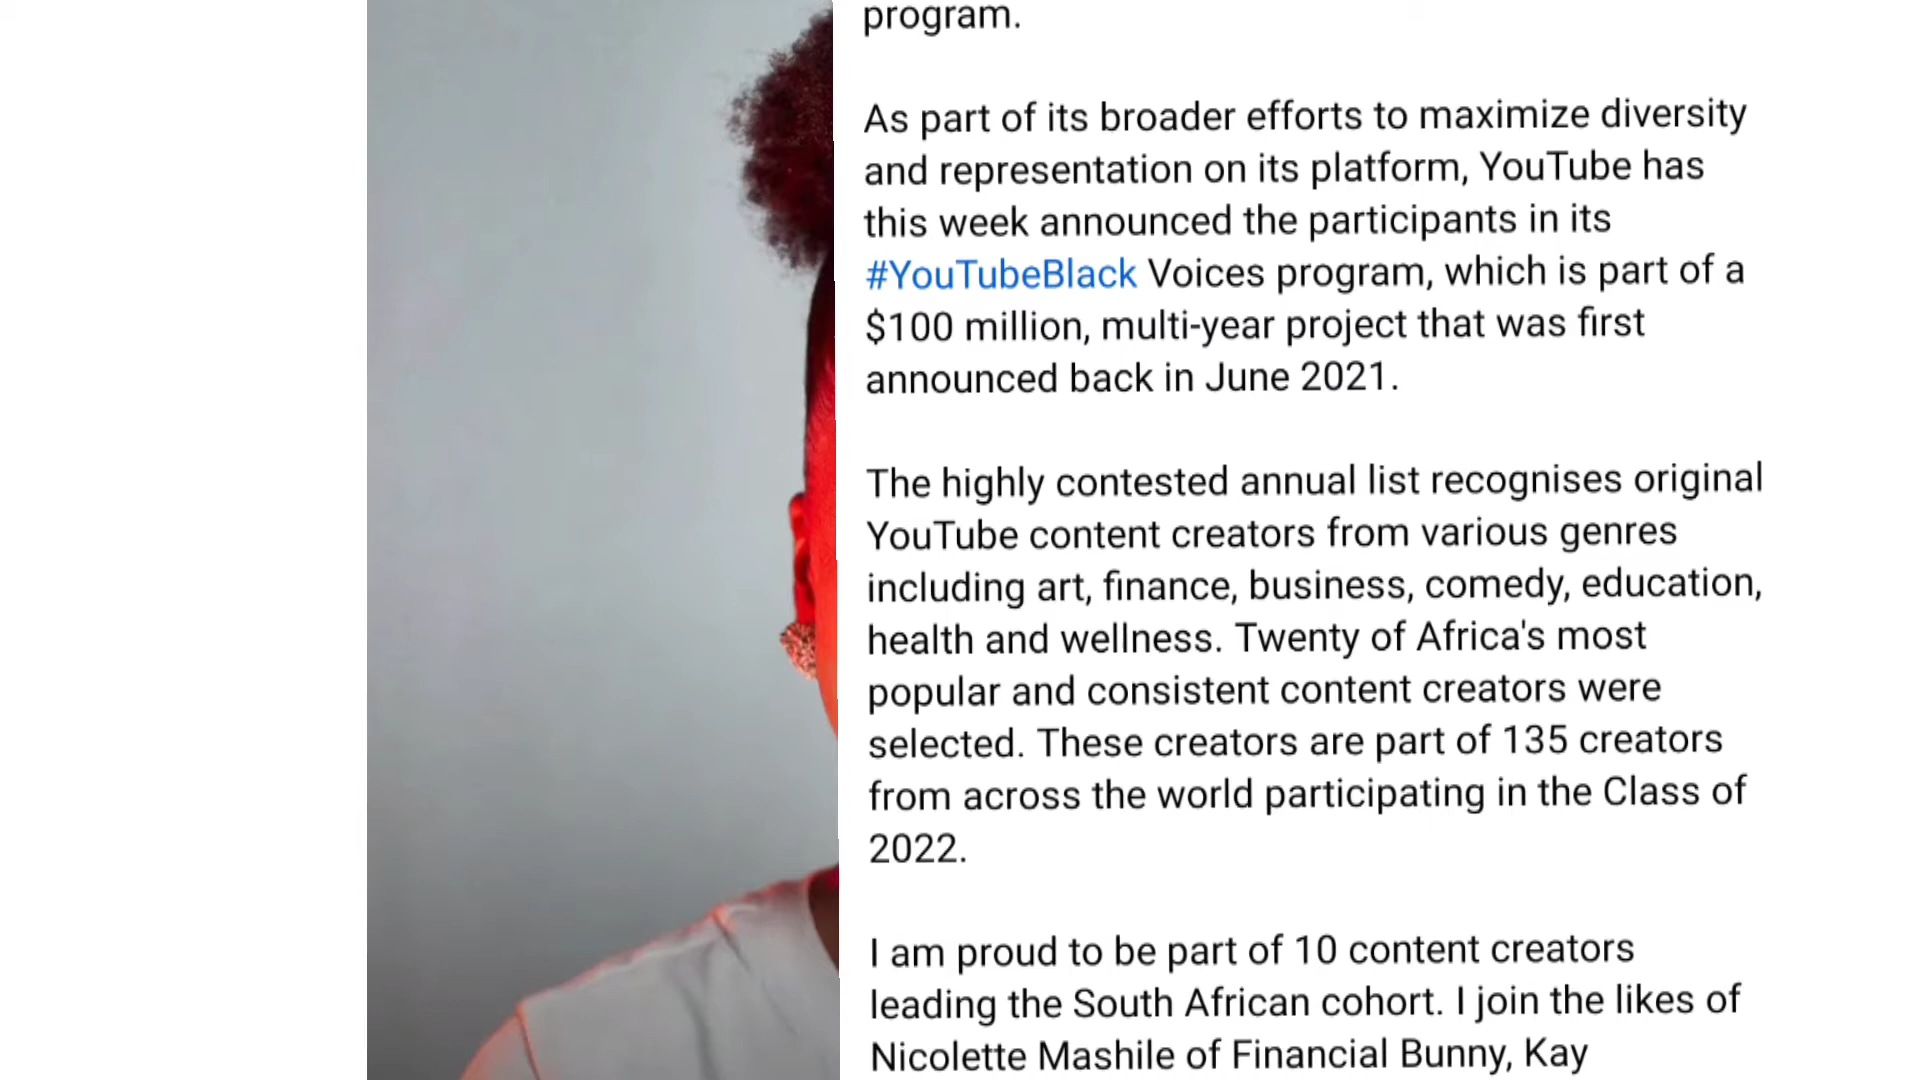 program.
As part of its broader efforts to maximize diversity
and representation on its platform, YouTube has
this week announced the participants in its
#YouTubeBlack Voices program, which is part of a
$100 million, multi-year project that was first
announced back in June 2021.
The highly contested annual list recognises original
YouTube content creators from various genres
including art, finance, business, comedy, education,
health and wellness. Twenty of Africa's most
popular and consistent content creators were
selected. These creators are part of 135 creators
from across the world participating in the Class of
2022.
I am proud to be part of 10 content creators
leading the South African cohort. I join the likes of
Nicolette Mashile of Financial Bunny, Kay